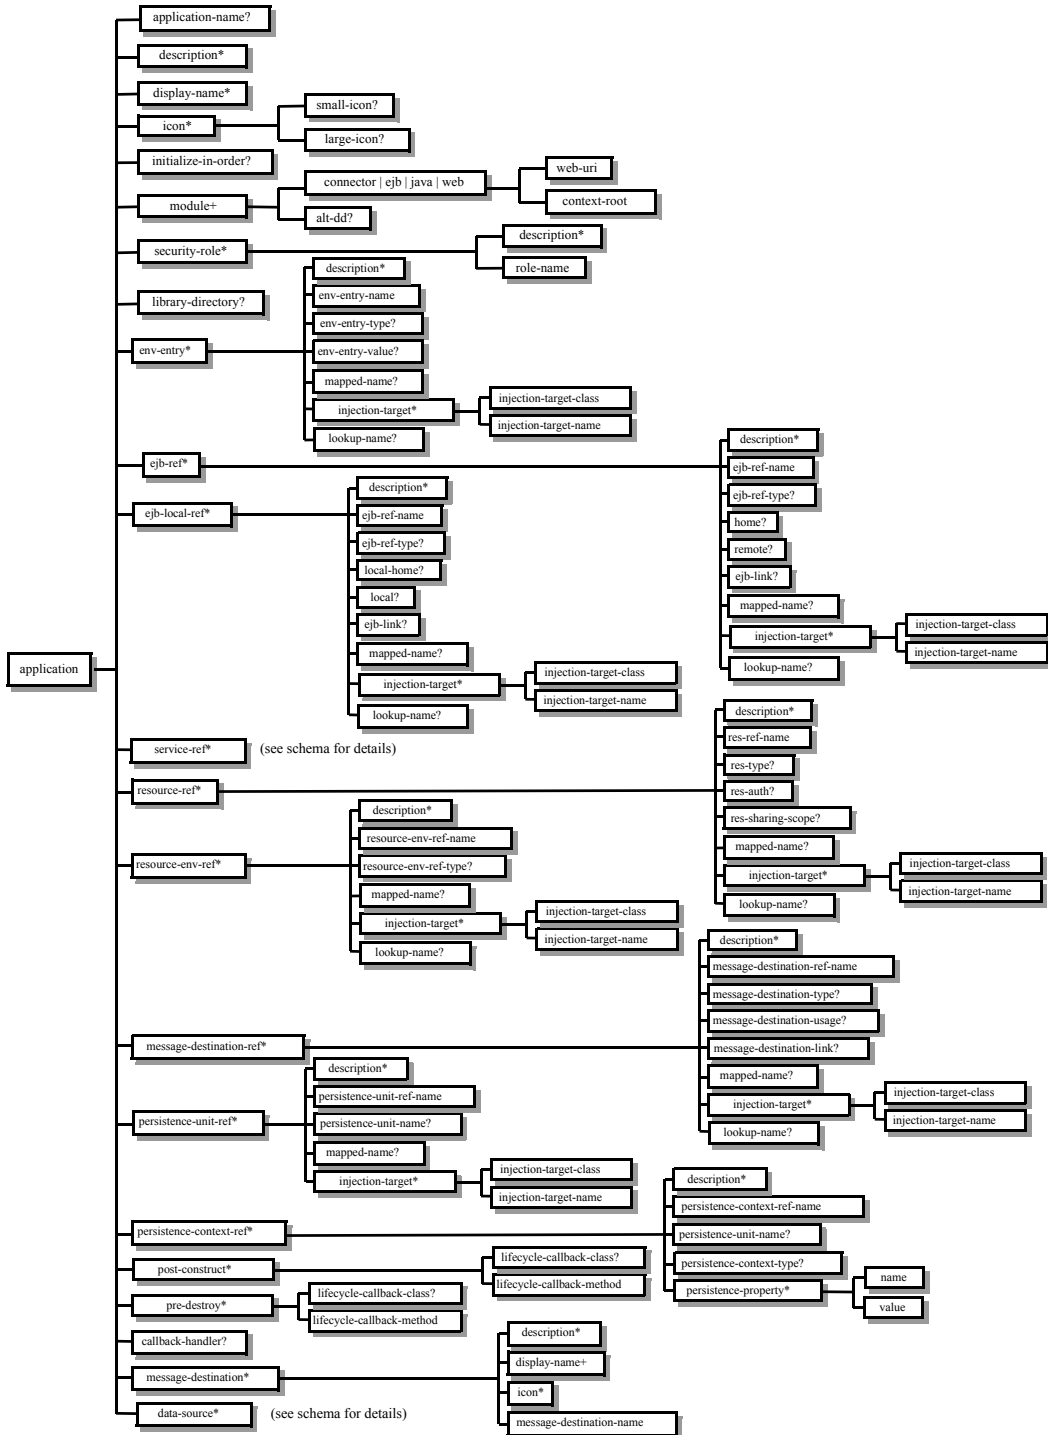 application-name?
description*
display-name*
icon*
small-icon?
large-icon?
initialize-in-order?
module+
connector | ejb | java | web
web-uri
context-root
alt-dd?
security-role*
description*
role-name
library-directory?
env-entry*
description*
env-entry-name
env-entry-type?
env-entry-value?
mapped-name?
injection-target*
injection-target-class
injection-target-name
lookup-name?
ejb-ref*
description*
ejb-ref-name
ejb-ref-type?
home?
remote?
ejb-link?
mapped-name?
injection-target*
injection-target-class
injection-target-name
lookup-name?
ejb-local-ref*
description*
ejb-ref-name
ejb-ref-type?
local-home?
local?
ejb-link?
mapped-name?
injection-target*
injection-target-class
injection-target-name
lookup-name?
application
service-ref*
(see schema for details)
resource-ref*
description*
res-ref-name
res-type?
res-auth?
res-sharing-scope?
mapped-name?
injection-target*
injection-target-class
injection-target-name
lookup-name?
resource-env-ref*
description*
resource-env-ref-name
resource-env-ref-type?
mapped-name?
injection-target*
injection-target-class
injection-target-name
lookup-name?
message-destination-ref*
description*
message-destination-ref-name
message-destination-type?
message-destination-usage?
message-destination-link?
mapped-name?
injection-target*
injection-target-class
injection-target-name
lookup-name?
persistence-unit-ref*
description*
persistence-unit-ref-name
persistence-unit-name?
mapped-name?
injection-target*
injection-target-class
injection-target-name
persistence-context-ref*
description*
persistence-context-ref-name
persistence-unit-name?
persistence-context-type?
persistence-property*
name
value
post-construct*
lifecycle-callback-class?
lifecycle-callback-method
pre-destroy*
lifecycle-callback-class?
lifecycle-callback-method
callback-handler?
message-destination*
description*
display-name+
icon*
message-destination-name
data-source*
(see schema for details)